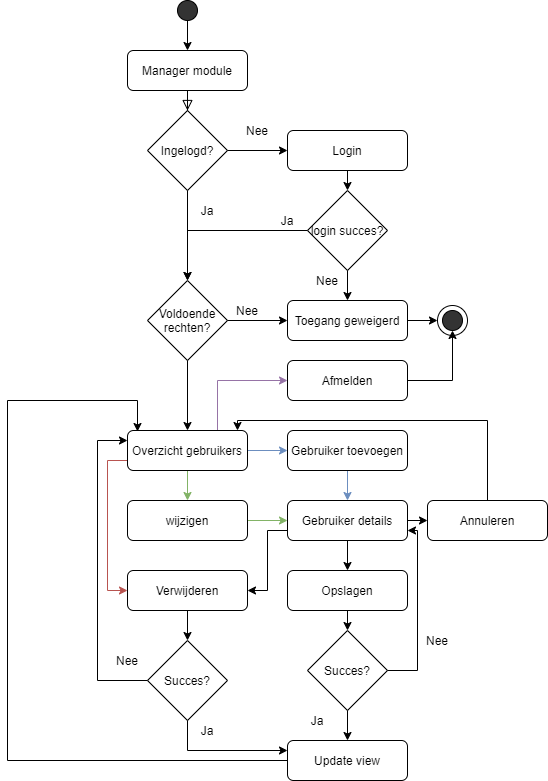 Manager module
Nee
Ingelogd?
Login
Ja
Ja
login succes?
Nee
Voldoende
rechten?
Nee
Toegang geweigerd
Afmelden
Overzicht gebruikers
Gebruiker toevoegen
wijzigen
Gebruiker details
Annuleren
Verwijderen
Opslagen
Nee
Nee
Succes?
Succes?
Ja
Ja
Update view